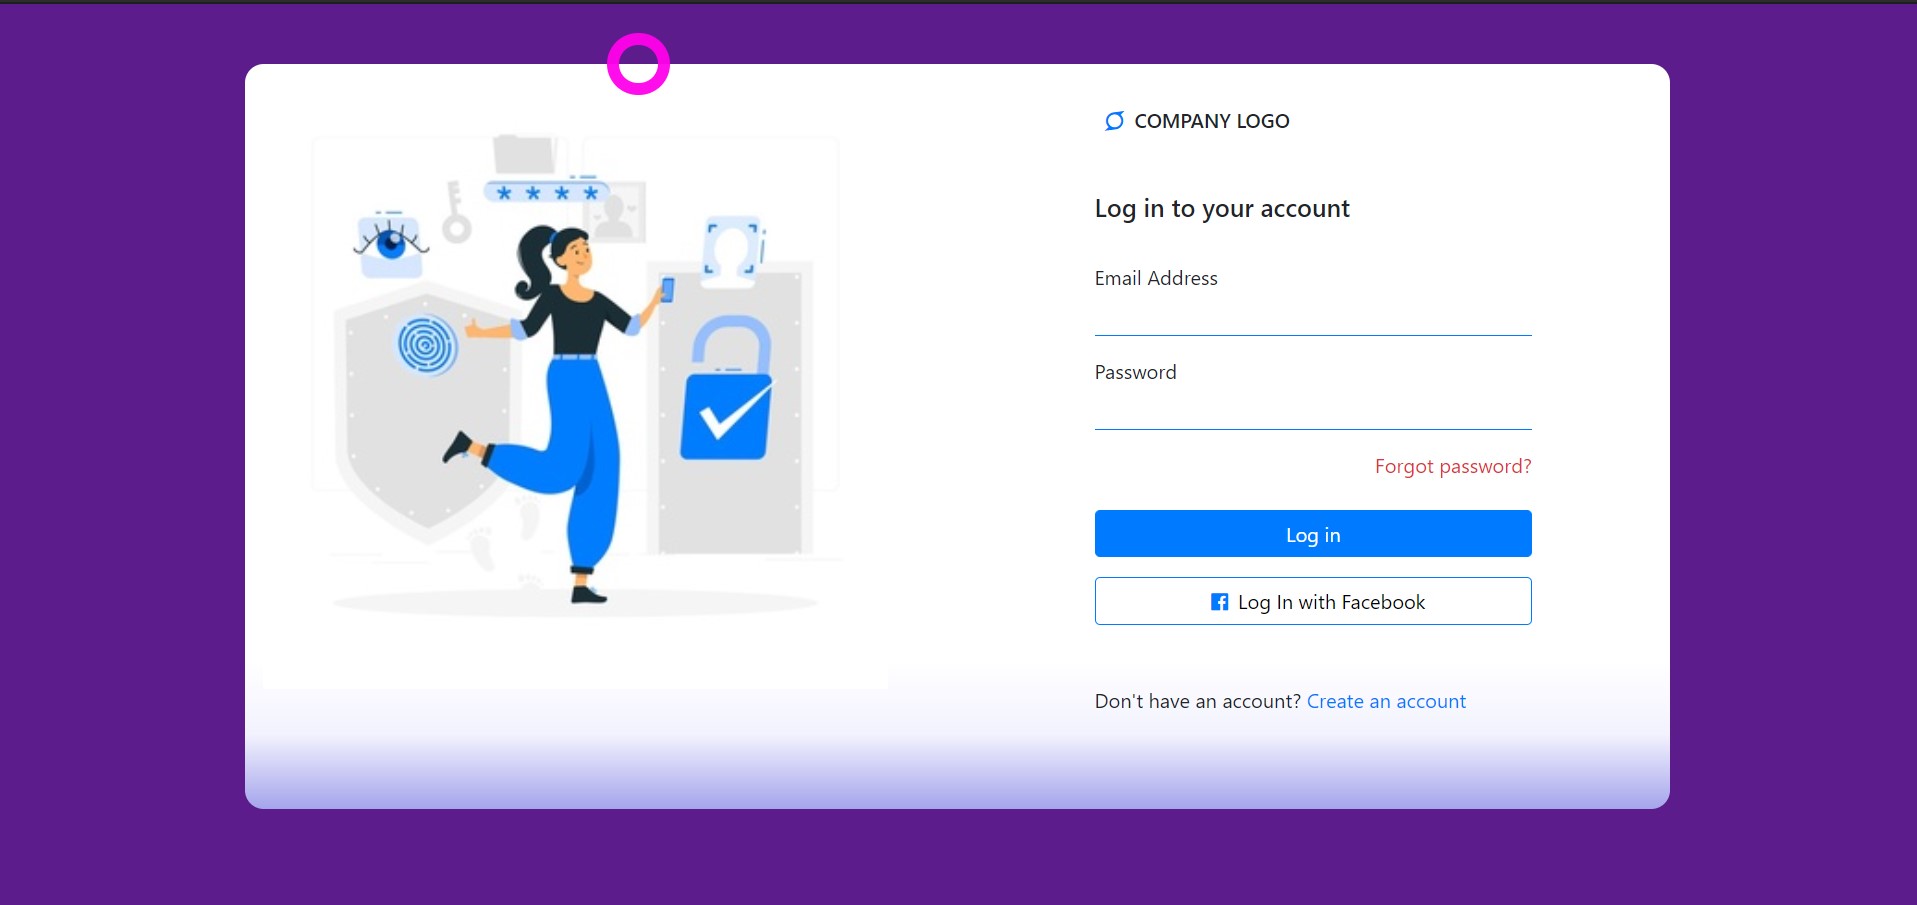 COMPANY LOGO
Log in to your account
Email Address
Password
Forgot password?
Log in
Log In with Facebook
Don't have an account? Create an account
* * * *